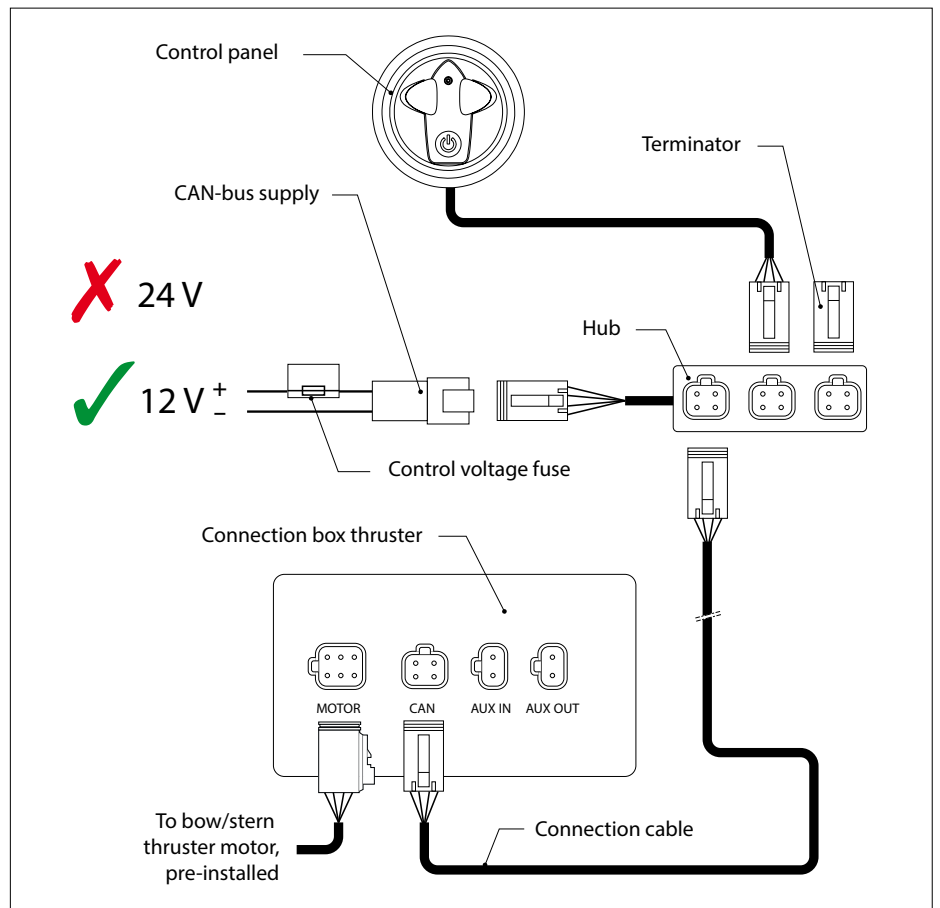 Control panel
Terminator
CAN-bus supply
24 V
Hub
12 V + –
Control voltage fuse
Connection box thruster
MOTOR CAN AUX IN AUX OUT
To bow/stern
thruster motor,
pre-installed
Connection cable